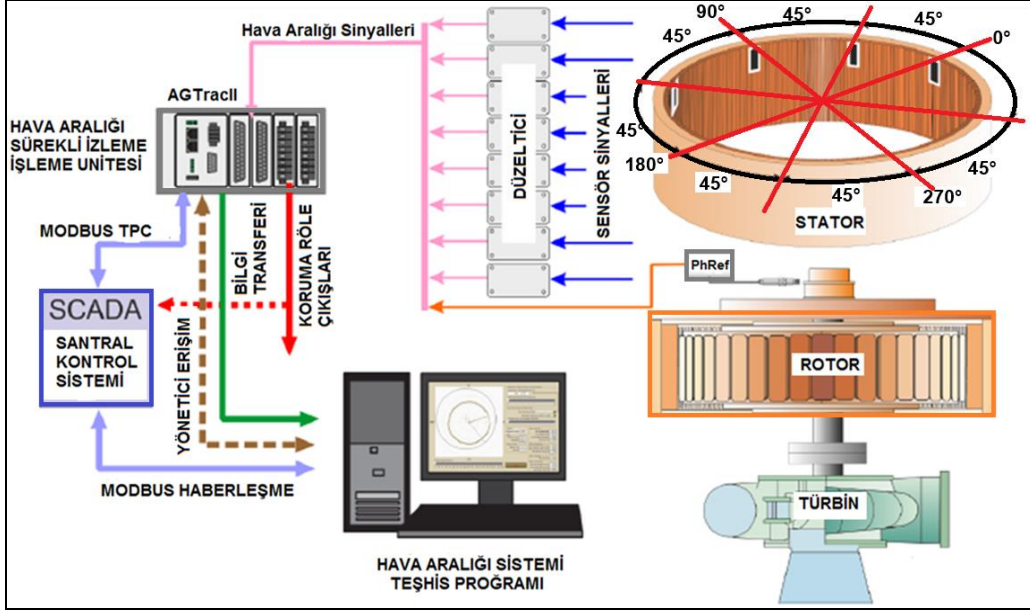 Hava Aralığı Sinyalleri
AGTracII
HAVA ARALIĞI
SÜREKLİ İZLEME
İŞLEME UNITESİ
MODBUS TPC
SCADA
SANTRAL
KONTROL
SİSTEMİ
YÖNETİCİ ERİŞİM
BİLGİ
TRANSFERİ
KORUMA RÖLE
ÇIKIŞLARI
MODBUS HABERLEŞME
HAVA ARALIĞI SİSTEMİ
TEŞHİS PROĞRAMI
DÜZELTİCİ
SENSÖR SİNYALLERİ
90°
45°
45°
0°
45°
45°
180°
45°
45°
270°
45°
45°
STATOR
PhRef
ROTOR
TÜRBİN